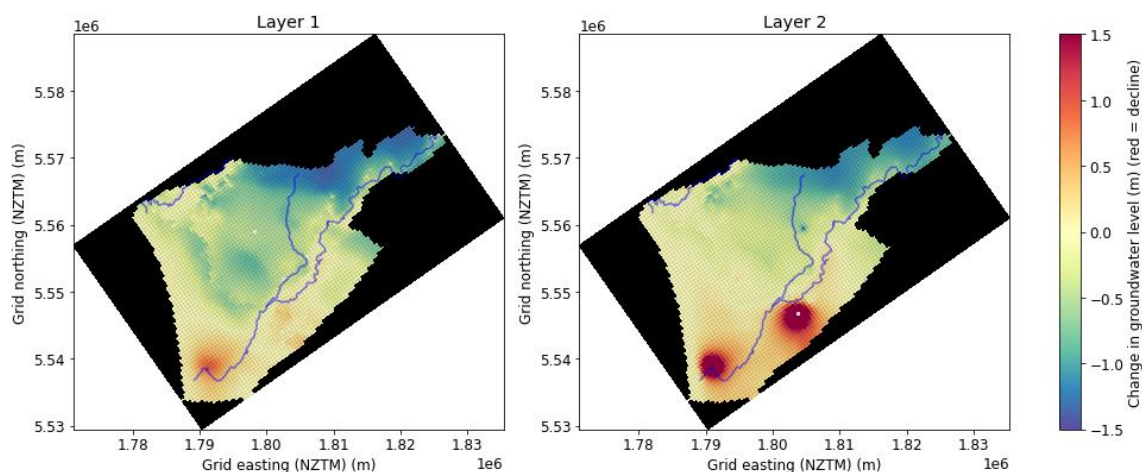 Layer 1
1e6
5.58
5.57
5.56
5.55
5.54
5.53
Grid northing (NZTM) (m)
1.78 1.79 1.80 1.81 1.82 1.83
Grid easting (NZTM) (m)
1e6
Layer 2
1e6
5.58
5.57
5.56
5.55
5.54
5.53
Grid northing (NZTM) (m)
1.78 1.79 1.80 1.81 1.82 1.83
Grid easting (NZTM) (m)
1e6
1.5
1.0
0.5
0.0
−0.5
−1.0
−1.5
Change in groundwater level (m) (red = decline)